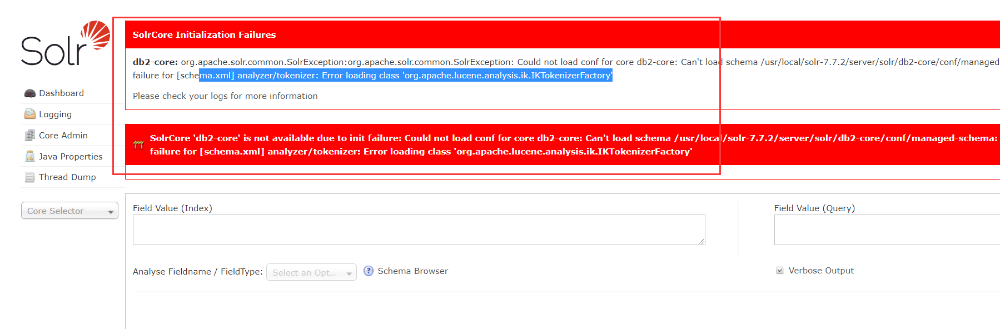 Solr
SolrCore Initialization Failures
db2-core: org.apache.solr.common.SolrException:org.apache.solr.common.SolrException: Could not load conf for core db2-core: Can't load schema /usr/local/solr-7.7.2/server/solr/db2-core/conf/managed-
failure for [schema.xml] analyzer/tokenizer: Error loading class 'org.apache.lucene.analysis.ik.IKTokenizerFactory'
Please check your logs for more information
Dashboard
Logging
Core Admin
Java Properties
Thread Dump
Core Selector
SolrCore 'db2-core' is not available due to init failure: Could not load conf for core db2-core: Can't load schema /usr/local/solr-7.7.2/server/solr/db2-core/conf/managed-schema:
failure for [schema.xml] analyzer/tokenizer: Error loading class 'org.apache.lucene.analysis.ik.IKTokenizerFactory'
Field Value (Index)
Field Value (Query)
Analyse Fieldname / FieldType: Select an Opt... Schema Browser
Verbose Output